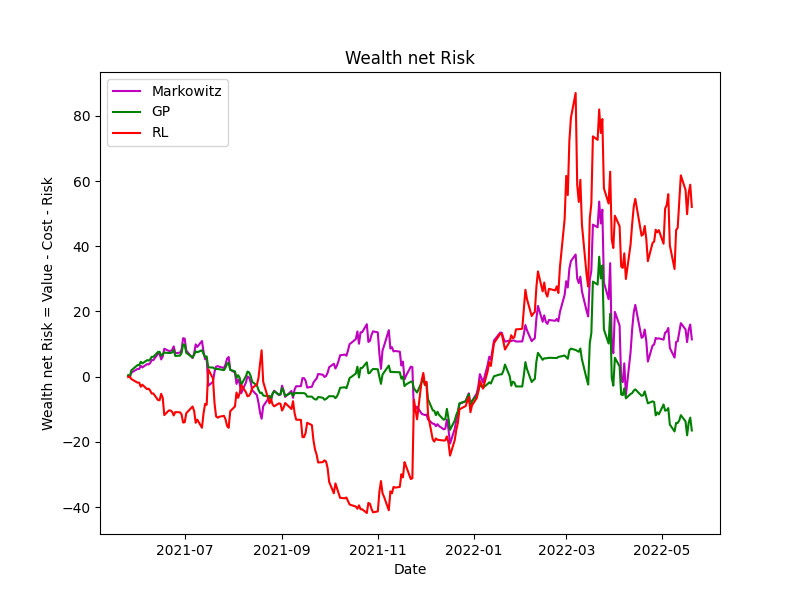 Wealth net Risk
Markowitz
GP
RL
Wealth net Risk = Value - Cost - Risk
80
60
40
20
0
−20
−40
2021-07
2021-09
2021-11
2022-01
2022-03
2022-05
Date